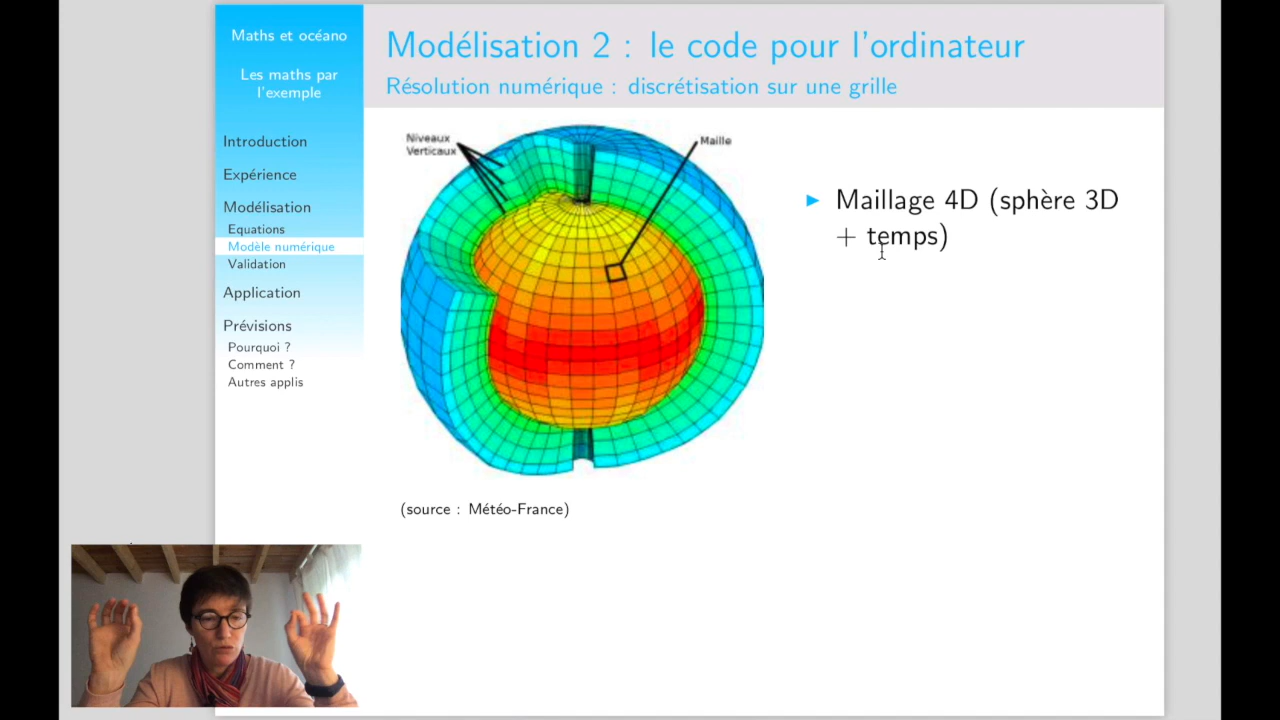 Maths et océano
Les maths par
l'exemple
Introduction
Expérience
Modélisation
Equations
Modèle numérique
Validation
Application
Prévisions
Pourquoi ?
Comment ?
Autres applis
Modélisation 2 : le code pour l'ordinateur
Résolution numérique : discrétisation sur une grille
Niveaux
Verticaux
Maille
(source : Météo-France)
▶ Maillage 4D (sphère 3D
+ temps)